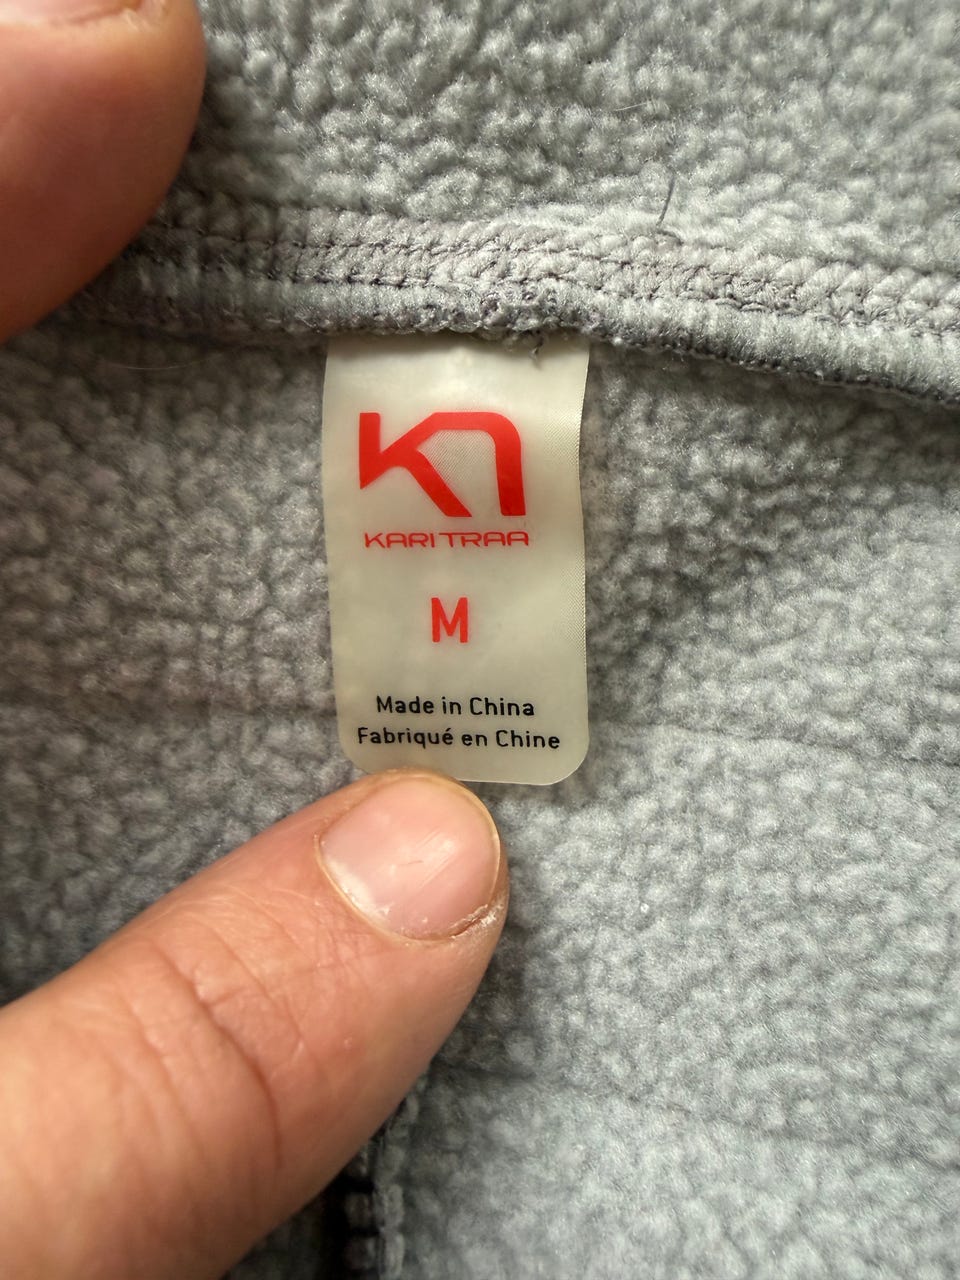 KARI TRAA
M
Made in China
Fabriqué en Chine